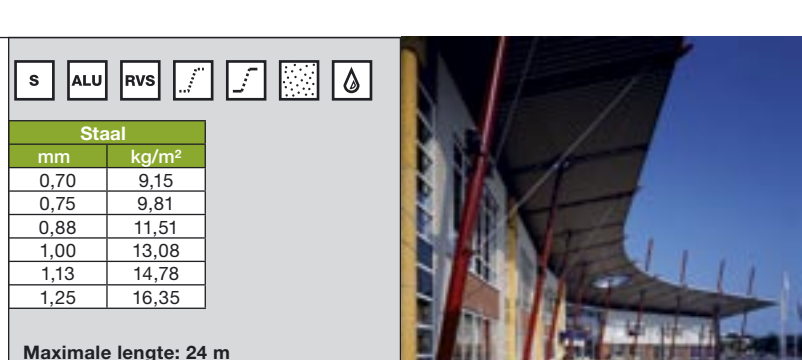 S ALU RVS
Staal
mm kg/m²
0,70 9,15
0,75 9,81
0,88 11,51
1,00 13,08
1,13 14,78
1,25 16,35
Maximale lengte: 24 m